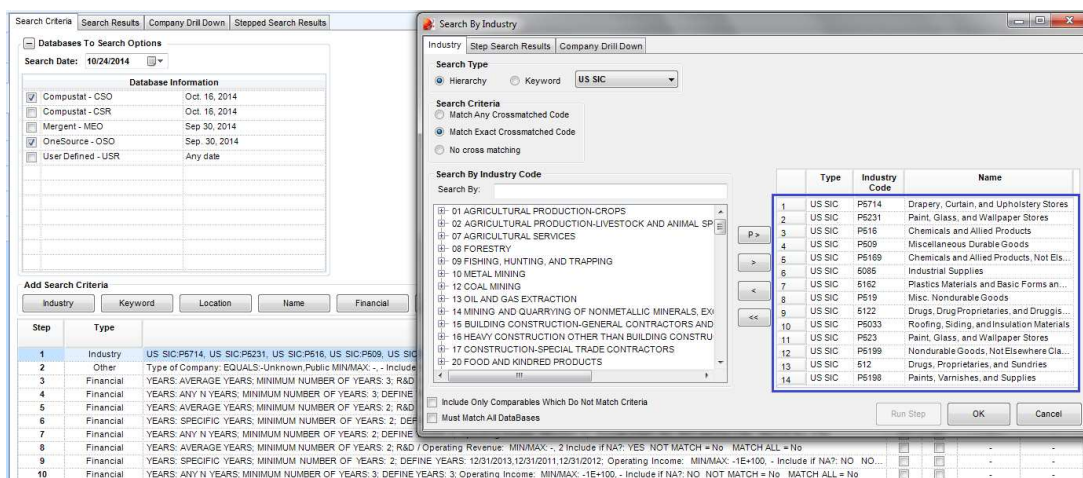 Search Criteria Search Results Company Drill Down Stepped Search Results
Databases To Search Options
Search Date: 10/24/2014
Database Information
Compustat - CSO Oct. 16, 2014
Compustat - CSR Oct. 16, 2014
Mergent - MEO Sep 30, 2014
OneSource - OSO Sep. 30, 2014
User Defined - USR Any date
Add Search Criteria
Industry Keyword Location Name Financial
Step Type
1 Industry US SIC:P5714, US SIC:P5231, US SIC:P516, US SIC:P509, US SIC
2 Other Type of Company: EQUALS:-Unknown,Public MIN/MAX: -, - Include
3 Financial YEARS: AVERAGE YEARS; MINIMUM NUMBER OF YEARS: 3; R&D
4 Financial YEARS: ANY N YEARS; MINIMUM NUMBER OF YEARS: 3; DEFINE
5 Financial YEARS: AVERAGE YEARS; MINIMUM NUMBER OF YEARS: 2; R&D
6 Financial YEARS: SPECIFIC YEARS; MINIMUM NUMBER OF YEARS: 2; DEF
7 Financial YEARS: ANY N YEARS; MINIMUM NUMBER OF YEARS: 2; DEFINE
8 Financial YEARS: AVERAGE YEARS; MINIMUM NUMBER OF YEARS: 2; R&D / Operating Revenue: MIN/MAX: -, 2 Include if NA?: YES NOT MATCH = No MATCH ALL = No - -
9 Financial YEARS: SPECIFIC YEARS; MINIMUM NUMBER OF YEARS: 2; DEFINE YEARS: 12/31/2013,12/31/2011,12/31/2012; Operating Income: MIN/MAX: -1E+100, - Include if NA?: NO NO... - -
10 Financial YEARS: ANY N YEARS; MINIMUM NUMBER OF YEARS: 3; DEFINE YEARS: 3; Operating Income: MIN/MAX: -1E+100, - Include if NA?: NO NOT MATCH = No MATCH ALL = No - -
Search By Industry
Industry Step Search Results Company Drill Down
Search Type
Hierarchy Keyword US SIC
Search Criteria
Match Any Crossmatched Code
Match Exact Crossmatched Code
No cross matching
Search By Industry Code
Search By:
01 AGRICULTURAL PRODUCTION-CROPS
02 AGRICULTURAL PRODUCTION-LIVESTOCK AND ANIMAL SP
07 AGRICULTURAL SERVICES
08 FORESTRY
09 FISHING, HUNTING, AND TRAPPING
10 METAL MINING
12 COAL MINING
13 OIL AND GAS EXTRACTION
14 MINING AND QUARRYING OF NONMETALLIC MINERALS, EX
15 BUILDING CONSTRUCTION-GENERAL CONTRACTORS AND
16 HEAVY CONSTRUCTION OTHER THAN BUILDING CONSTRU
17 CONSTRUCTION-SPECIAL TRADE CONTRACTORS
20 FOOD AND KINDRED PRODUCTS
P >
>
<
<<
Type Industry Code Name
1 US SIC P5714 Drapery, Curtain, and Upholstery Stores
2 US SIC P5231 Paint, Glass, and Wallpaper Stores
3 US SIC P516 Chemicals and Allied Products
4 US SIC P509 Miscellaneous Durable Goods
5 US SIC P5169 Chemicals and Allied Products, Not Els...
6 US SIC 5085 Industrial Supplies
7 US SIC 5162 Plastics Materials and Basic Forms an...
8 US SIC P519 Misc. Nondurable Goods
9 US SIC 5122 Drugs, Drug Proprietaries, and Druggis...
10 US SIC P5033 Roofing, Siding, and Insulation Materials
11 US SIC P523 Paint, Glass, and Wallpaper Stores
12 US SIC P5199 Nondurable Goods, Not Elsewhere Cla...
13 US SIC 512 Drugs, Proprietaries, and Sundries
14 US SIC P5198 Paints, Varnishes, and Supplies
Include Only Comparables Which Do Not Match Criteria
Must Match All DataBases
Run Step OK Cancel